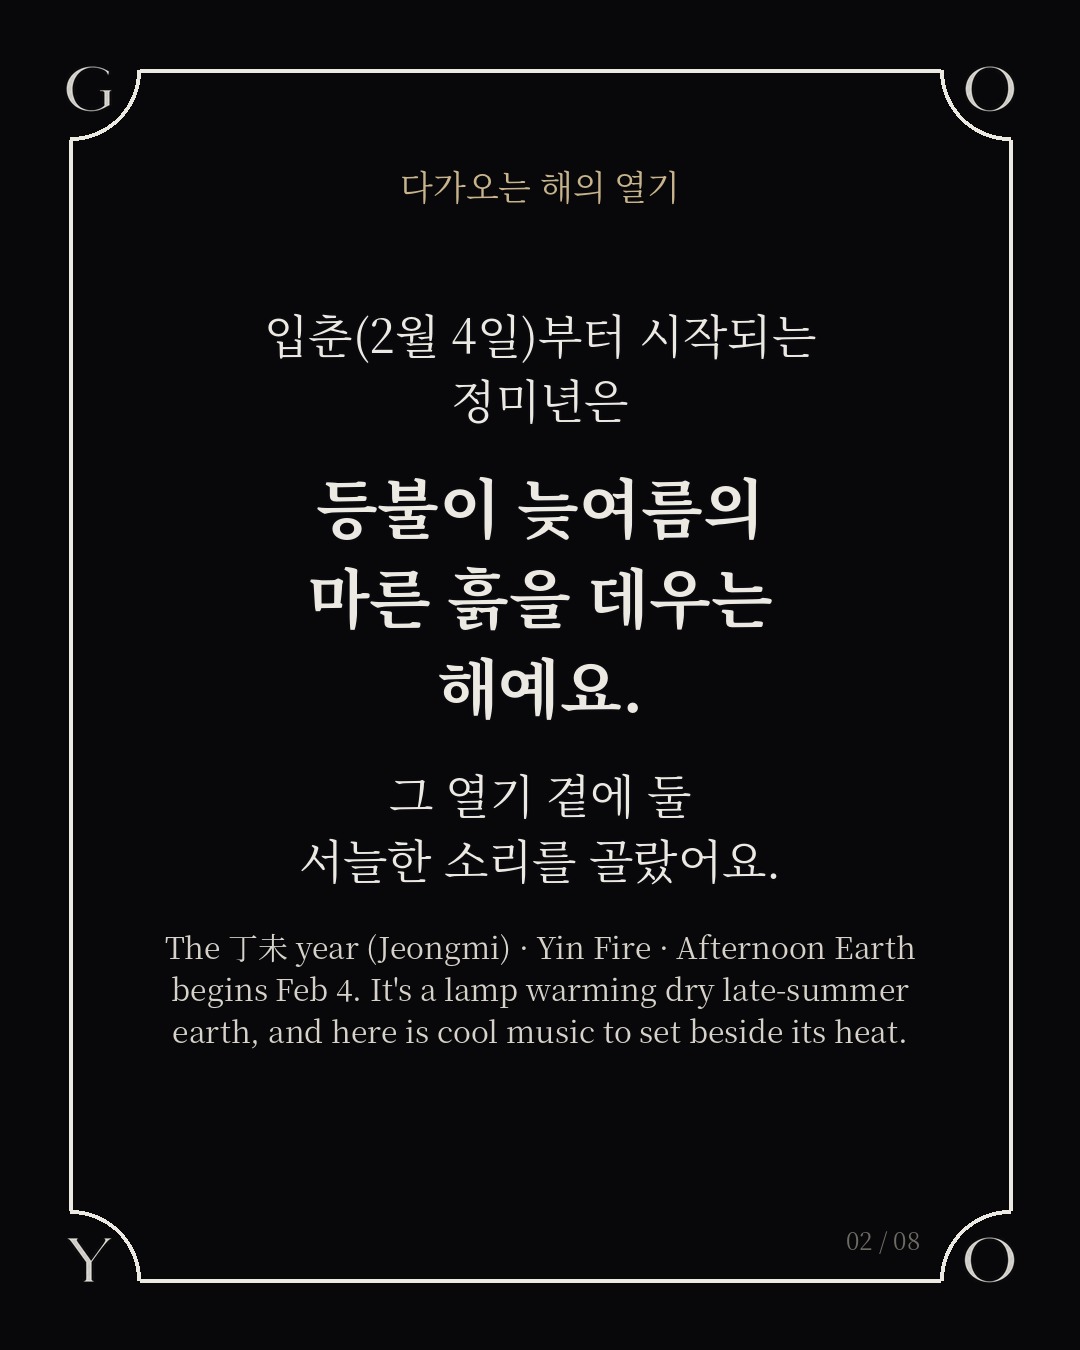 G O
다가오는 해의 열기
입춘(2월 4일)부터 시작되는
정미년은
등불이 늦여름의
마른 흙을 데우는
해예요.
그 열기 곁에 둘
서늘한 소리를 골랐어요.
The 丁未 year (Jeongmi) · Yin Fire · Afternoon Earth
begins Feb 4. It's a lamp warming dry late-summer
earth, and here is cool music to set beside its heat.
02 / 08
Y O